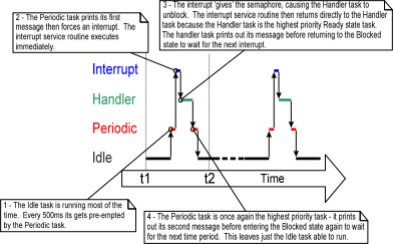 2 - The Periodic task prints its first
message then forces an interrupt. The
interrupt service routine executes
immediately.
3 - The interrupt 'gives' the semaphore, causing the Handler task to
unblock. The interrupt service routine then returns directly to the Handler
task because the Handler task is the highest priority Ready state task.
The handler task prints out its message before returning to the Blocked
state to wait for the next interrupt.
Interrupt
Handler
Periodic
Idle
t1
t2
Time
1 - The Idle task is running most of the
time. Every 500ms its gets pre-empted
by the Periodic task.
4 - The Periodic task is once again the highest priority task - it prints
out its second message before entering the Blocked state again to wait
for the next time period. This leaves just the Idle task able to run.